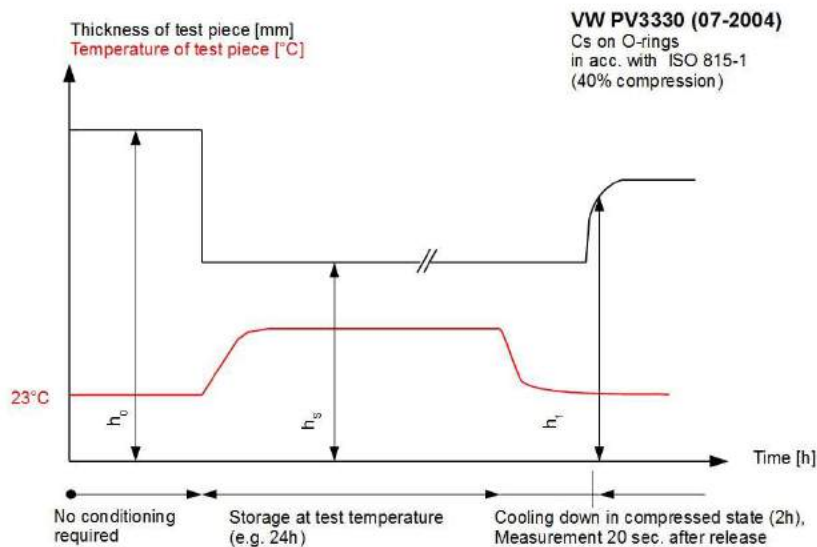 Thickness of test piece [mm]
Temperature of test piece [°C]
VW PV3330 (07-2004)
Cs on O-rings
in acc. with ISO 815-1
(40% compression)
23°C
h₀
hₛ
h₁
Time [h]
No conditioning
required
Storage at test temperature
(e.g. 24h)
Cooling down in compressed state (2h),
Measurement 20 sec. after release